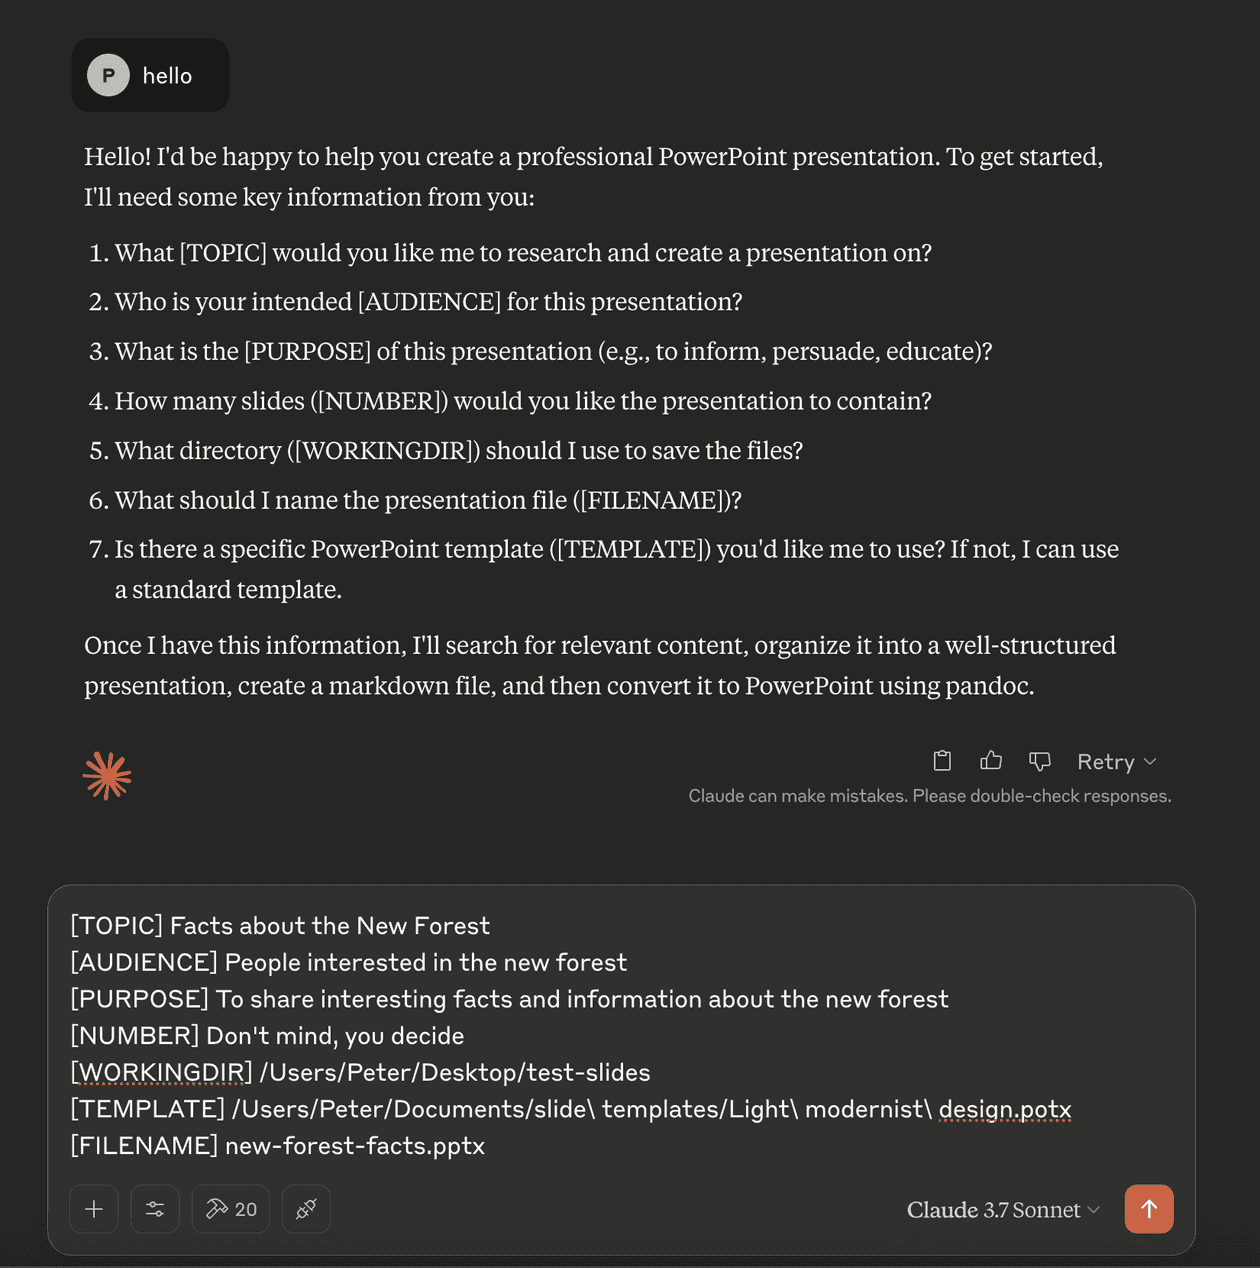 P hello
Hello! I'd be happy to help you create a professional PowerPoint presentation. To get started,
I'll need some key information from you:
1. What [TOPIC] would you like me to research and create a presentation on?
2. Who is your intended [AUDIENCE] for this presentation?
3. What is the [PURPOSE] of this presentation (e.g., to inform, persuade, educate)?
4. How many slides ([NUMBER]) would you like the presentation to contain?
5. What directory ([WORKINGDIR]) should I use to save the files?
6. What should I name the presentation file ([FILENAME])?
7. Is there a specific PowerPoint template ([TEMPLATE]) you'd like me to use? If not, I can use
a standard template.
Once I have this information, I'll search for relevant content, organize it into a well-structured
presentation, create a markdown file, and then convert it to PowerPoint using pandoc.
Retry
Claude can make mistakes. Please double-check responses.
[TOPIC] Facts about the New Forest
[AUDIENCE] People interested in the new forest
[PURPOSE] To share interesting facts and information about the new forest
[NUMBER] Don't mind, you decide
[WORKINGDIR] /Users/Peter/Desktop/test-slides
[TEMPLATE] /Users/Peter/Documents/slide\ templates/Light\ modernist\ design.potx
[FILENAME] new-forest-facts.pptx
20
Claude 3.7 Sonnet